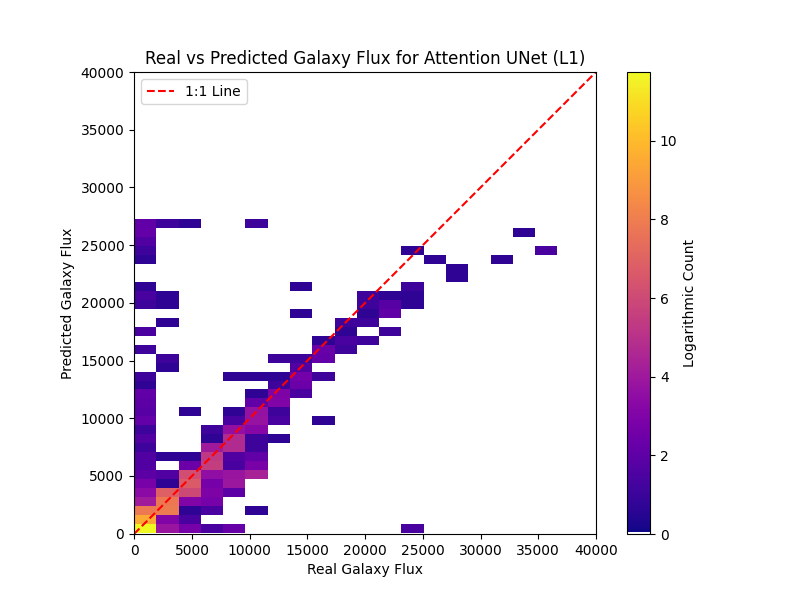 Real vs Predicted Galaxy Flux for Attention UNet (L1)
1:1 Line
40000
35000
30000
25000
20000
15000
10000
5000
0
Predicted Galaxy Flux
0 5000 10000 15000 20000 25000 30000 35000 40000
Real Galaxy Flux
10
8
6
4
2
0
Logarithmic Count